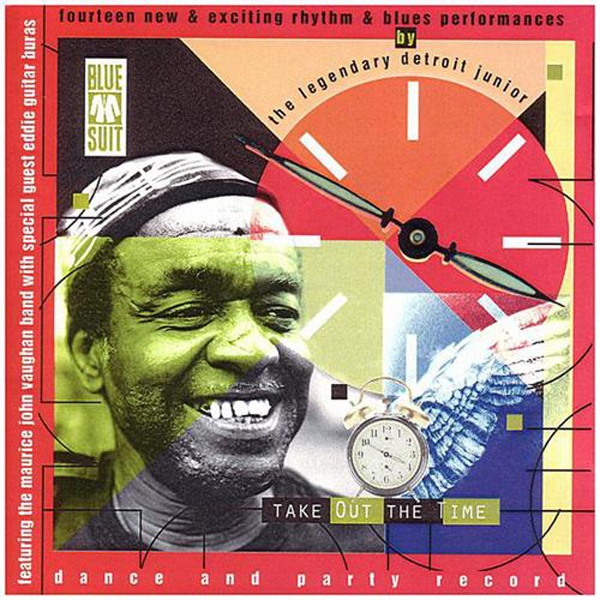 fourteen new & exciting rhythm & blues performances
by
the legendary detroit junior
BLUE
SUIT
featuring the maurice john vaughan band with special guest eddie guitar buras
TAKE OUT THE TIME
dance and party record